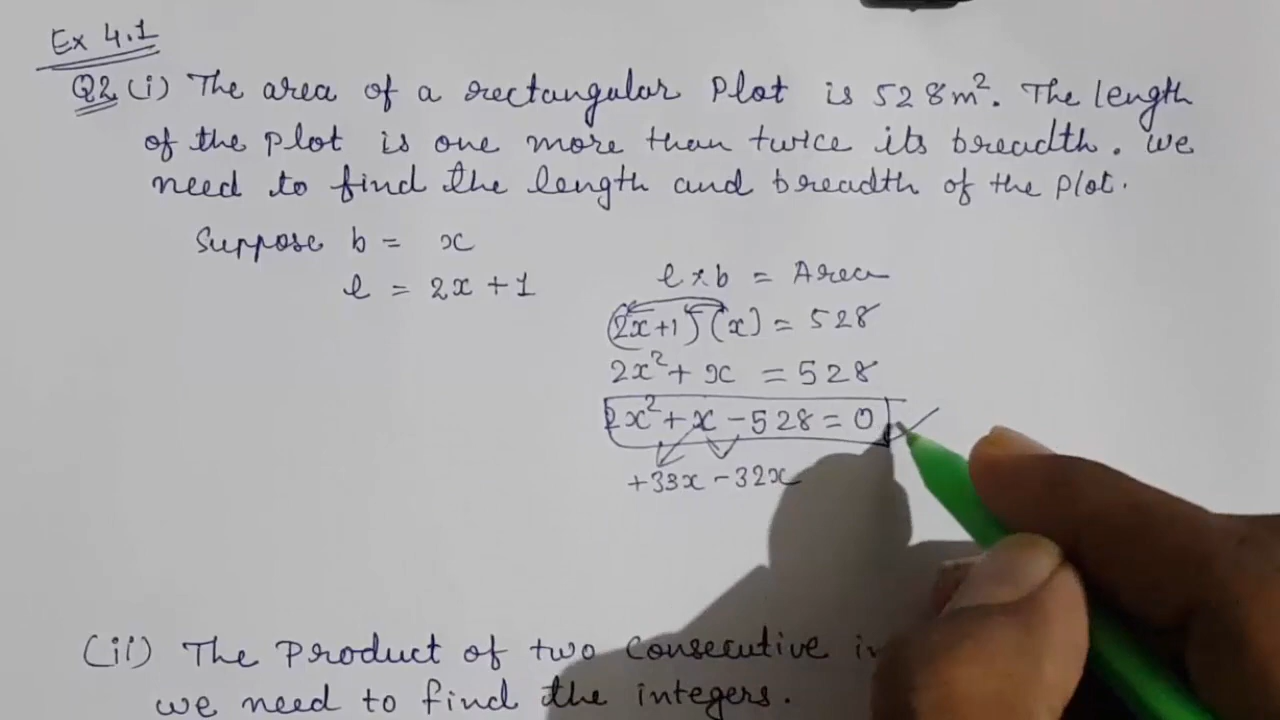 Ex 4.1
Q2 (i) The area of a rectangular Plot is 528m². The length
of the plot is one more than twice its breadth. we
need to find the length and breadth of the plot.
Suppose b = x
l = 2x + 1
l × b = Area
(2x+1) (x) = 528
2x² + x = 528
2x² + x - 528 = 0
+33x - 32x
(ii) The Product of two Consecutive
we need to find the integers.